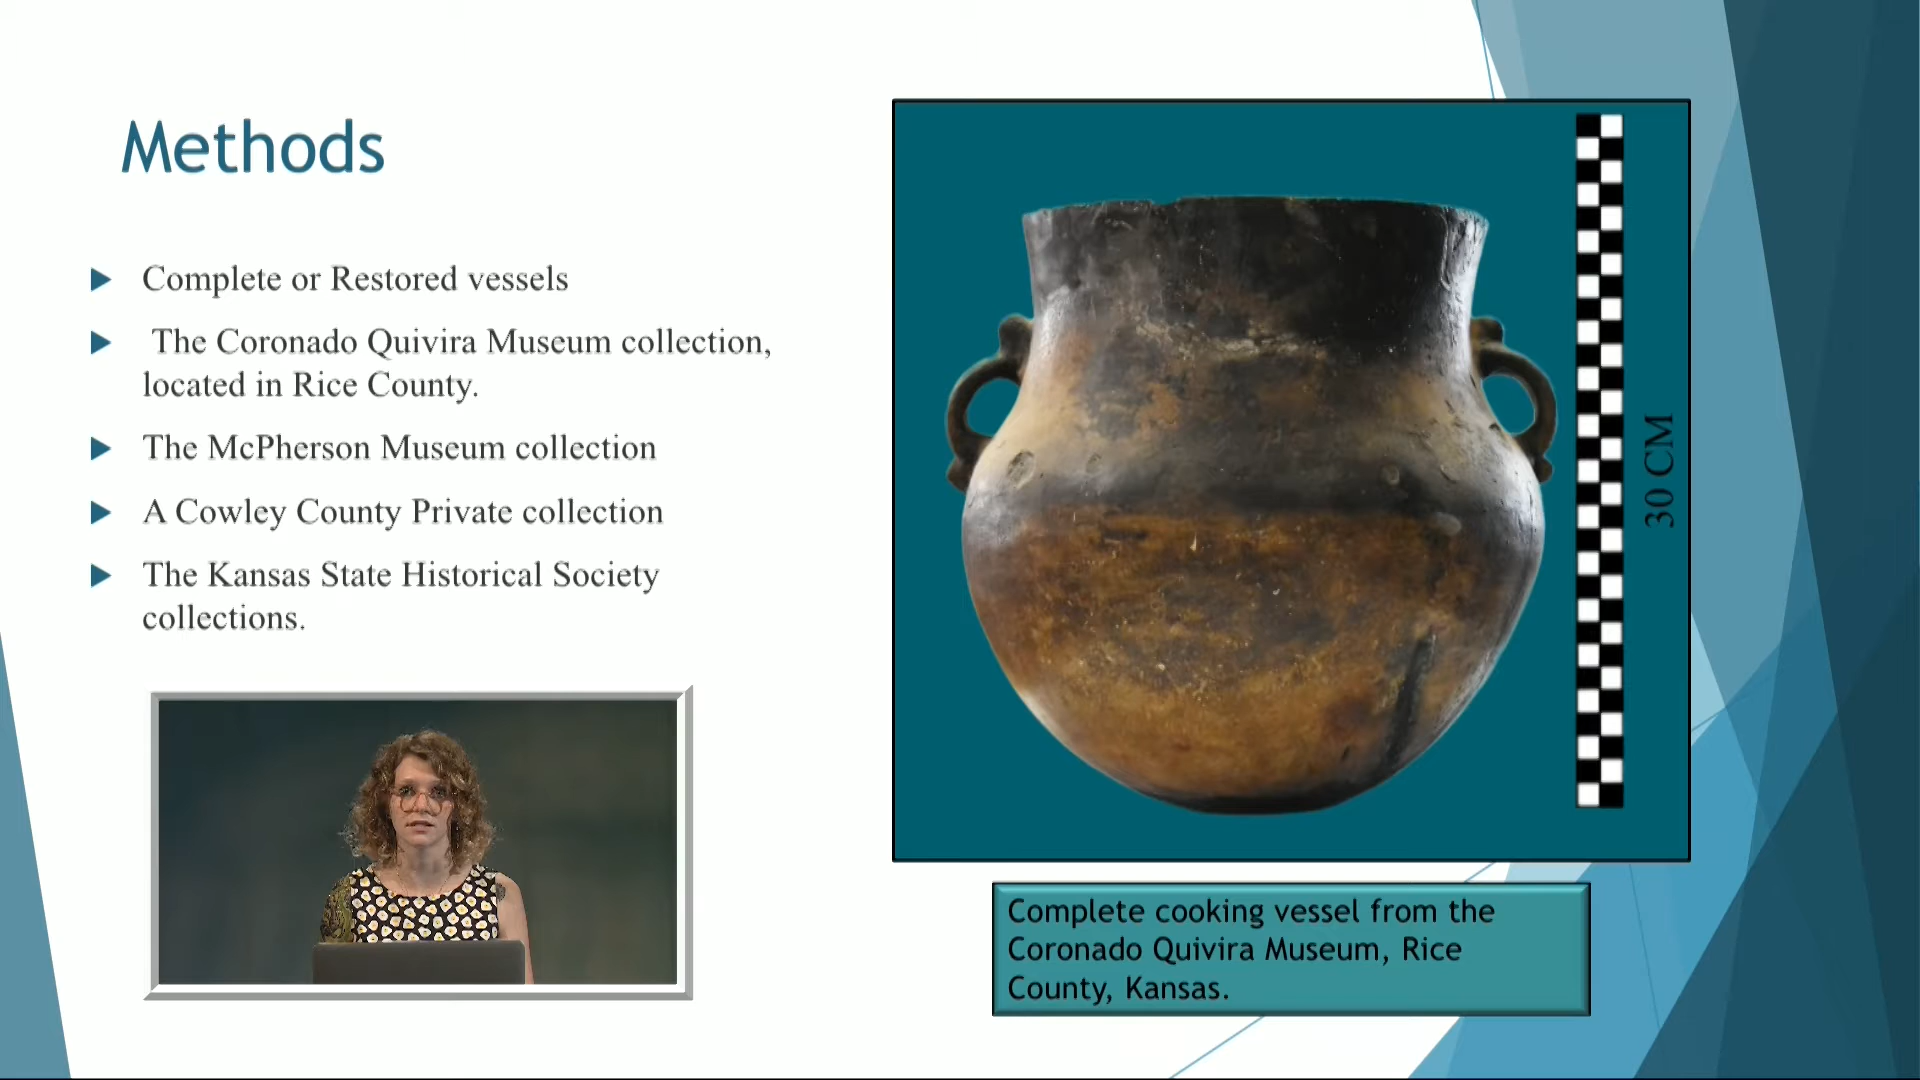 Methods
Complete or Restored vessels
The Coronado Quivira Museum collection,
located in Rice County.
The McPherson Museum collection
A Cowley County Private collection
The Kansas State Historical Society
collections.
30 CM
Complete cooking vessel from the
Coronado Quivira Museum, Rice
County, Kansas.